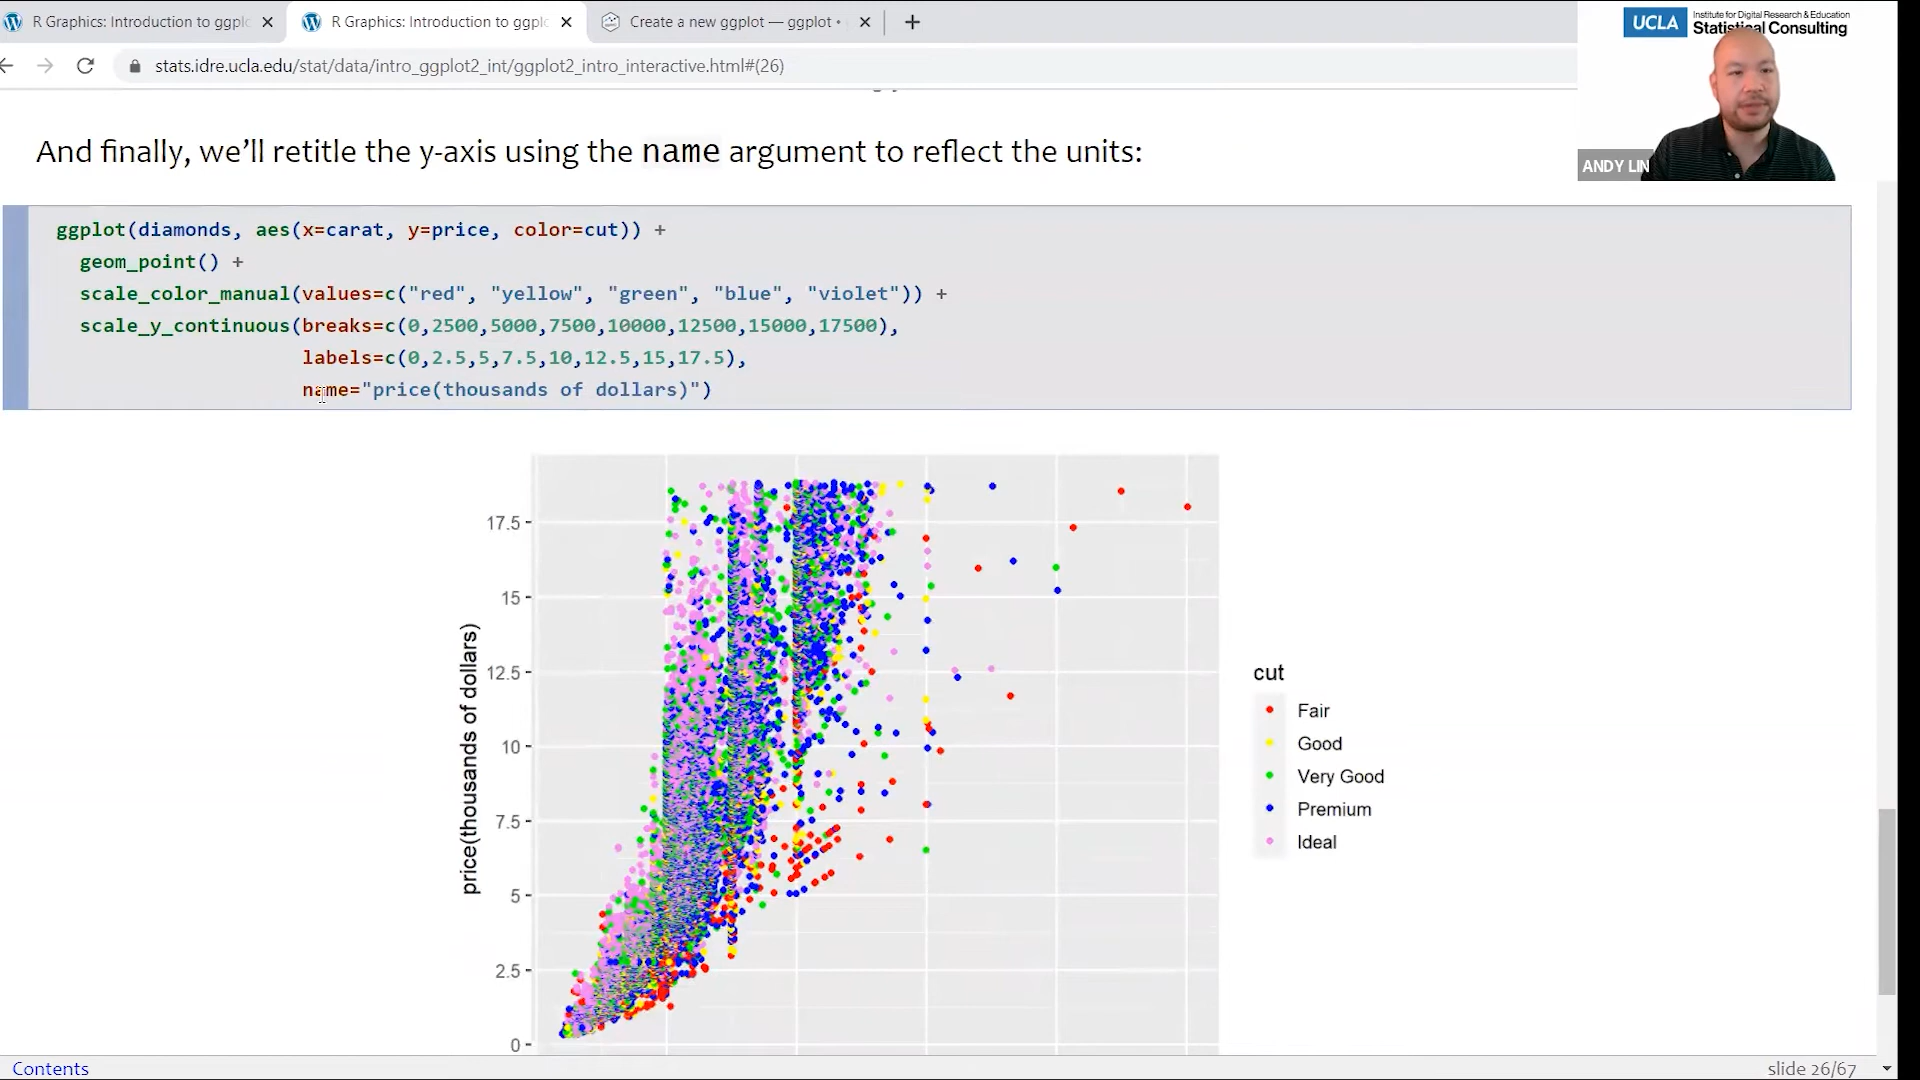 R Graphics: Introduction to ggplo
R Graphics: Introduction to ggplo
Create a new ggplot — ggplot •
UCLA
Institute for Digital Research & Education
Statistical Consulting
stats.idre.ucla.edu/stat/data/intro_ggplot2_int/ggplot2_intro_interactive.html#(26)
ANDY LIN
And finally, we’ll retitle the y-axis using the name argument to reflect the units:
ggplot(diamonds, aes(x=carat, y=price, color=cut)) +
geom_point() +
scale_color_manual(values=c("red", "yellow", "green", "blue", "violet")) +
scale_y_continuous(breaks=c(0,2500,5000,7500,10000,12500,15000,17500),
labels=c(0,2.5,5,7.5,10,12.5,15,17.5),
name="price(thousands of dollars)")
price(thousands of dollars)
17.5
15
12.5
10
7.5
5
2.5
0
cut
Fair
Good
Very Good
Premium
Ideal
Contents
slide 26/67